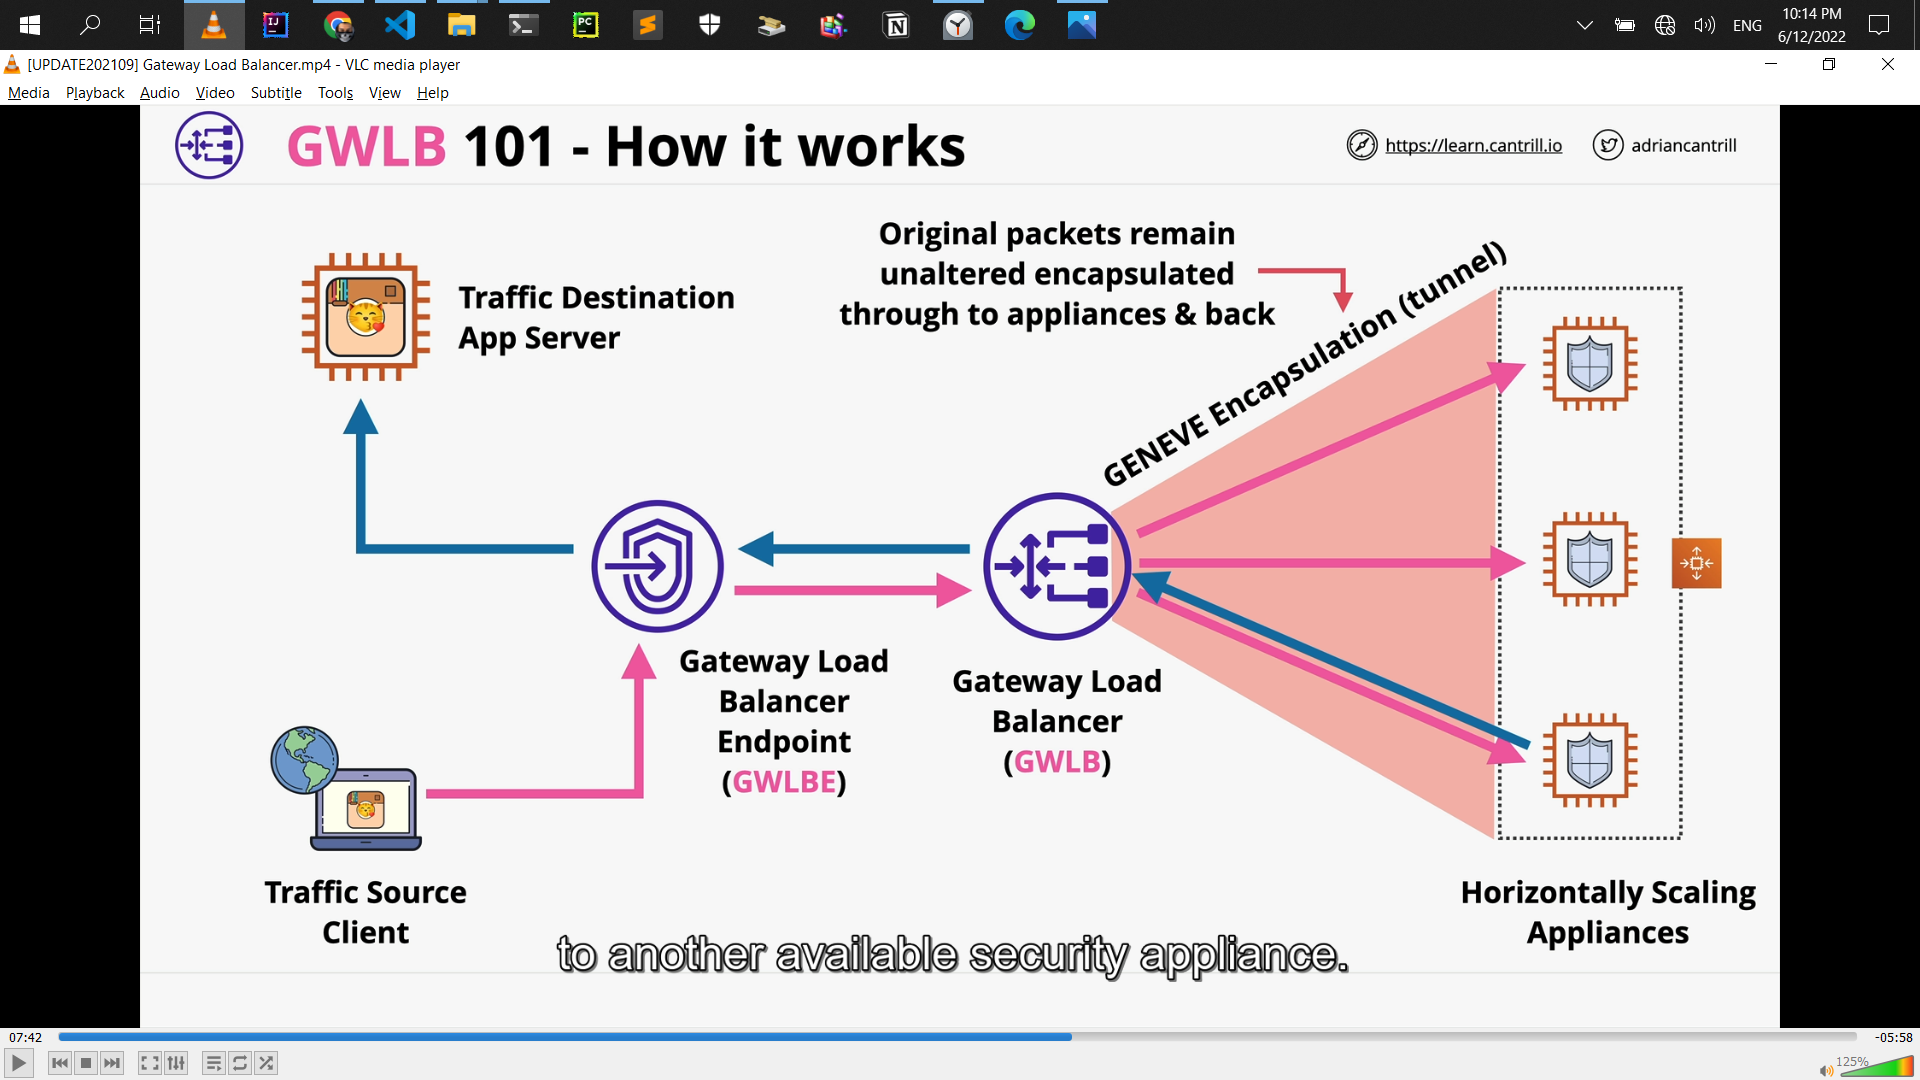 ENG
10:14 PM
6/12/2022
[UPDATE202109] Gateway Load Balancer.mp4 - VLC media player
Media Playback Audio Video Subtitle Tools View Help
GWLB 101 - How it works
https://learn.cantrill.io
adriancantrill
Original packets remain
unaltered encapsulated
through to appliances & back
GENEVE Encapsulation (tunnel)
Traffic Destination
App Server
Gateway Load
Balancer
Endpoint
(GWLBE)
Gateway Load
Balancer
(GWLB)
Traffic Source
Client
Horizontally Scaling
Appliances
to another available security appliance.
07:42
-05:58
125%